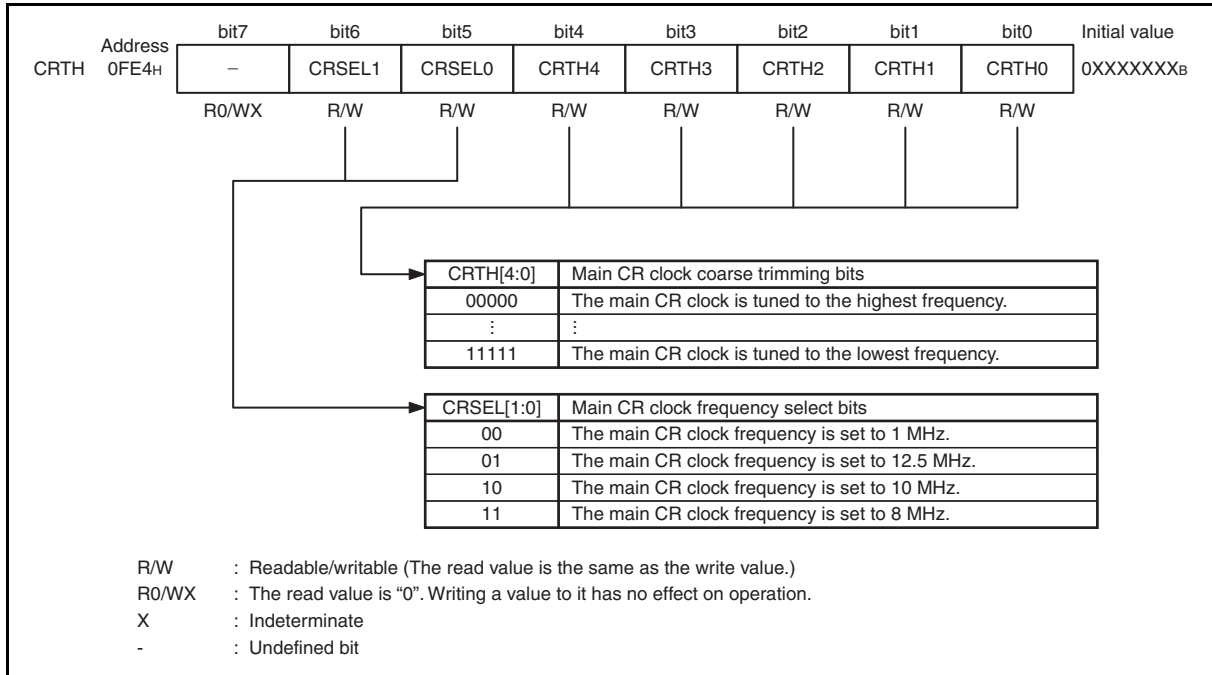 bit7 bit6 bit5 bit4 bit3 bit2 bit1 bit0 Initial value
Address
CRTH 0FE4H – CRSEL1 CRSEL0 CRTH4 CRTH3 CRTH2 CRTH1 CRTH0 0XXXXXXXB
R0/WX R/W R/W R/W R/W R/W R/W R/W
CRTH[4:0] Main CR clock coarse trimming bits
00000 The main CR clock is tuned to the highest frequency.
⋮ ⋮
11111 The main CR clock is tuned to the lowest frequency.
CRSEL[1:0] Main CR clock frequency select bits
00 The main CR clock frequency is set to 1 MHz.
01 The main CR clock frequency is set to 12.5 MHz.
10 The main CR clock frequency is set to 10 MHz.
11 The main CR clock frequency is set to 8 MHz.
R/W : Readable/writable (The read value is the same as the write value.)
R0/WX : The read value is “0”. Writing a value to it has no effect on operation.
X : Indeterminate
- : Undefined bit